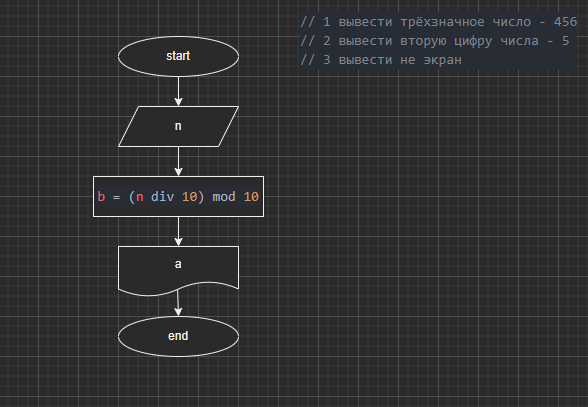 // 1 вывести трёхзначное число - 456
// 2 вывести вторую цифру числа - 5
// 3 вывести не экран
start
n
b = (n div 10) mod 10
a
end